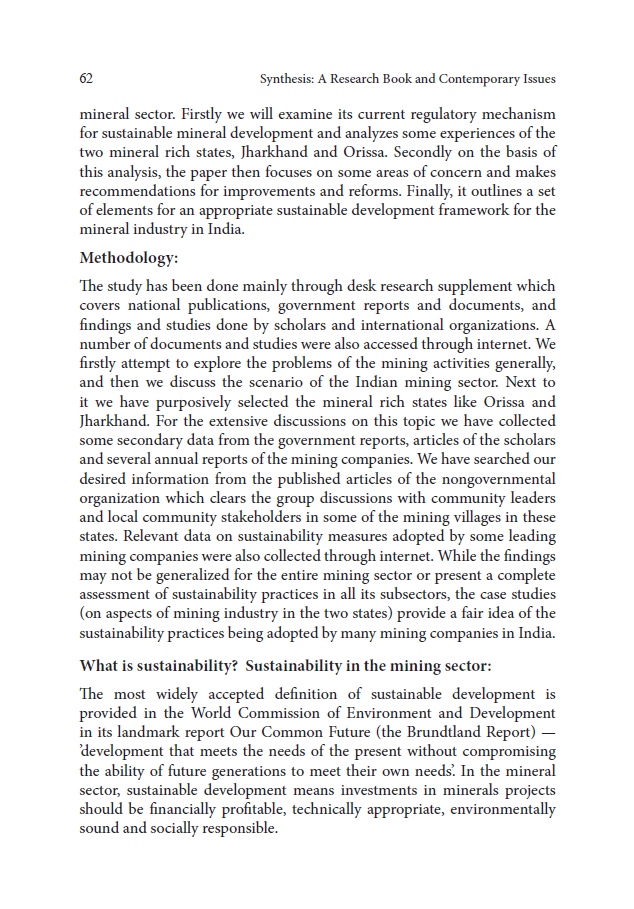 62 Synthesis: A Research Book and Contemporary Issues
mineral sector. Firstly we will examine its current regulatory mechanism
for sustainable mineral development and analyzes some experiences of the
two mineral rich states, Jharkhand and Orissa. Secondly on the basis of
this analysis, the paper then focuses on some areas of concern and makes
recommendations for improvements and reforms. Finally, it outlines a set
of elements for an appropriate sustainable development framework for the
mineral industry in India.
Methodology:
The study has been done mainly through desk research supplement which
covers national publications, government reports and documents, and
findings and studies done by scholars and international organizations. A
number of documents and studies were also accessed through internet. We
firstly attempt to explore the problems of the mining activities generally,
and then we discuss the scenario of the Indian mining sector. Next to
it we have purposively selected the mineral rich states like Orissa and
Jharkhand. For the extensive discussions on this topic we have collected
some secondary data from the government reports, articles of the scholars
and several annual reports of the mining companies. We have searched our
desired information from the published articles of the nongovernmental
organization which clears the group discussions with community leaders
and local community stakeholders in some of the mining villages in these
states. Relevant data on sustainability measures adopted by some leading
mining companies were also collected through internet. While the findings
may not be generalized for the entire mining sector or present a complete
assessment of sustainability practices in all its subsectors, the case studies
(on aspects of mining industry in the two states) provide a fair idea of the
sustainability practices being adopted by many mining companies in India.
What is sustainability? Sustainability in the mining sector:
The most widely accepted definition of sustainable development is
provided in the World Commission of Environment and Development
in its landmark report Our Common Future (the Brundtland Report) —
’development that meets the needs of the present without compromising
the ability of future generations to meet their own needs’. In the mineral
sector, sustainable development means investments in minerals projects
should be financially profitable, technically appropriate, environmentally
sound and socially responsible.